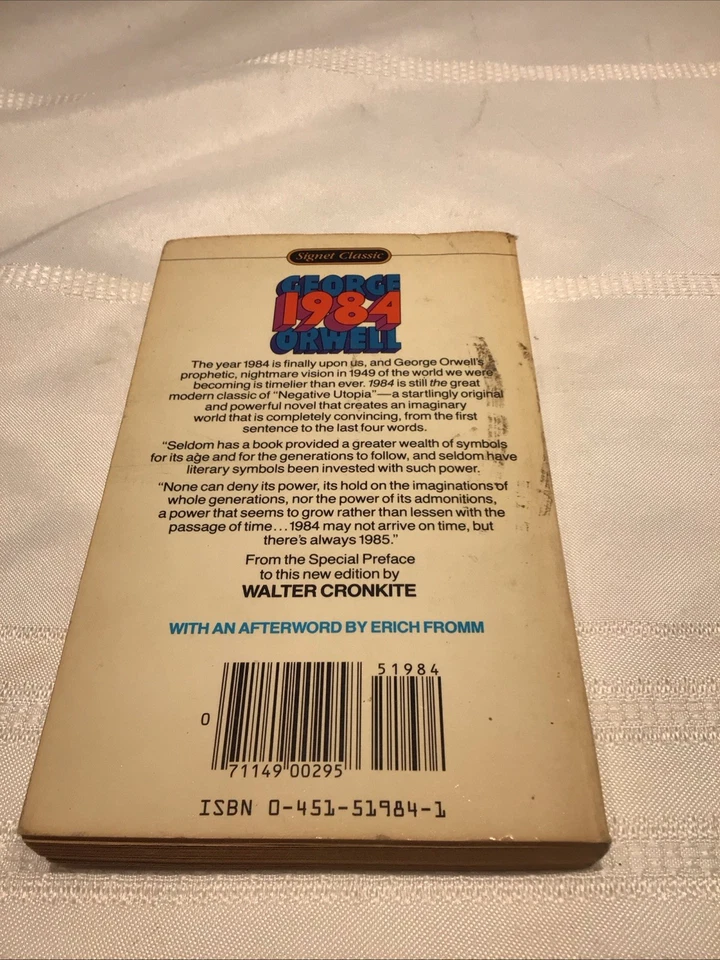 Signet Classic
GEORGE
1984
ORWELL
The year 1984 is finally upon us, and George Orwell's
prophetic, nightmare vision in 1949 of the world we were
becoming is timelier than ever. 1984 is still the great
modern classic of "Negative Utopia"—a startlingly original
and powerful novel that creates an imaginary
world that is completely convincing, from the first
sentence to the last four words.
"Seldom has a book provided a greater wealth of symbols
for its age and for the generations to follow, and seldom have
literary symbols been invested with such power.
"None can deny its power, its hold on the imaginations of
whole generations, nor the power of its admonitions,
a power that seems to grow rather than lessen with the
passage of time...1984 may not arrive on time, but
there's always 1985."
From the Special Preface
to this new edition by
WALTER CRONKITE
WITH AN AFTERWORD BY ERICH FROMM
51984
0
71149 00295
ISBN 0-451-51984-1